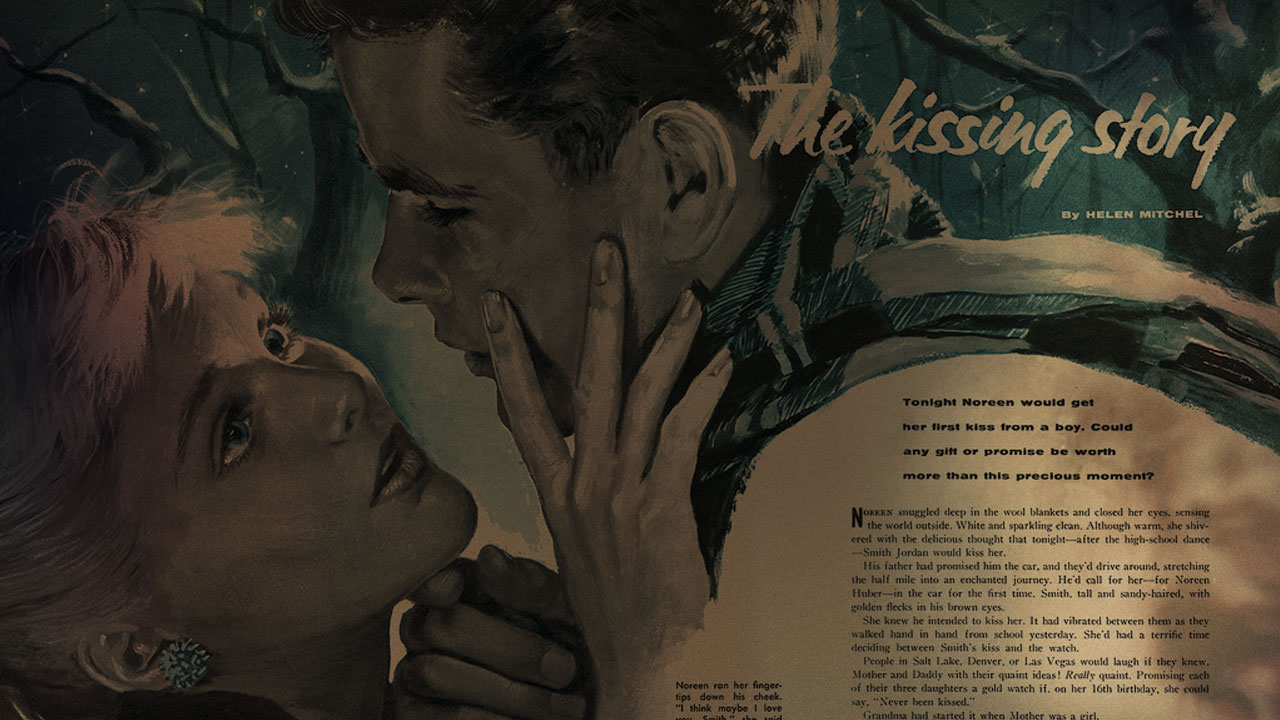 The kissing story
By HELEN MITCHEL
Tonight Noreen would get
her first kiss from a boy. Could
any gift or promise be worth
more than this precious moment?
NOREEN snuggled deep in the wool blankets and closed her eyes, sensing
the world outside. White and sparkling clean. Although warm, she shiv-
ered with the delicious thought that tonight—after the high-school dance
—Smith Jordan would kiss her.
His father had promised him the car, and they'd drive around, stretching
the half mile into an enchanted journey. He'd call for her—for Noreen
Huber—in the car for the first time. Smith, tall and sandy-haired, with
golden flecks in his brown eyes.
She knew he intended to kiss her. It had vibrated between them as they
walked hand in hand from school yesterday. She'd had a terrific time
deciding between Smith's kiss and the watch.
People in Salt Lake, Denver, or Las Vegas would laugh if they knew.
Mother and Daddy with their quaint ideas! Really quaint. Promising each
of their three daughters a gold watch if, on her 16th birthday, she could
say, "Never been kissed."
Grandma had started it when Mother was a girl.
Noreen ran her finger-
tips down his cheek.
"I think maybe I love
you, Smith," she said